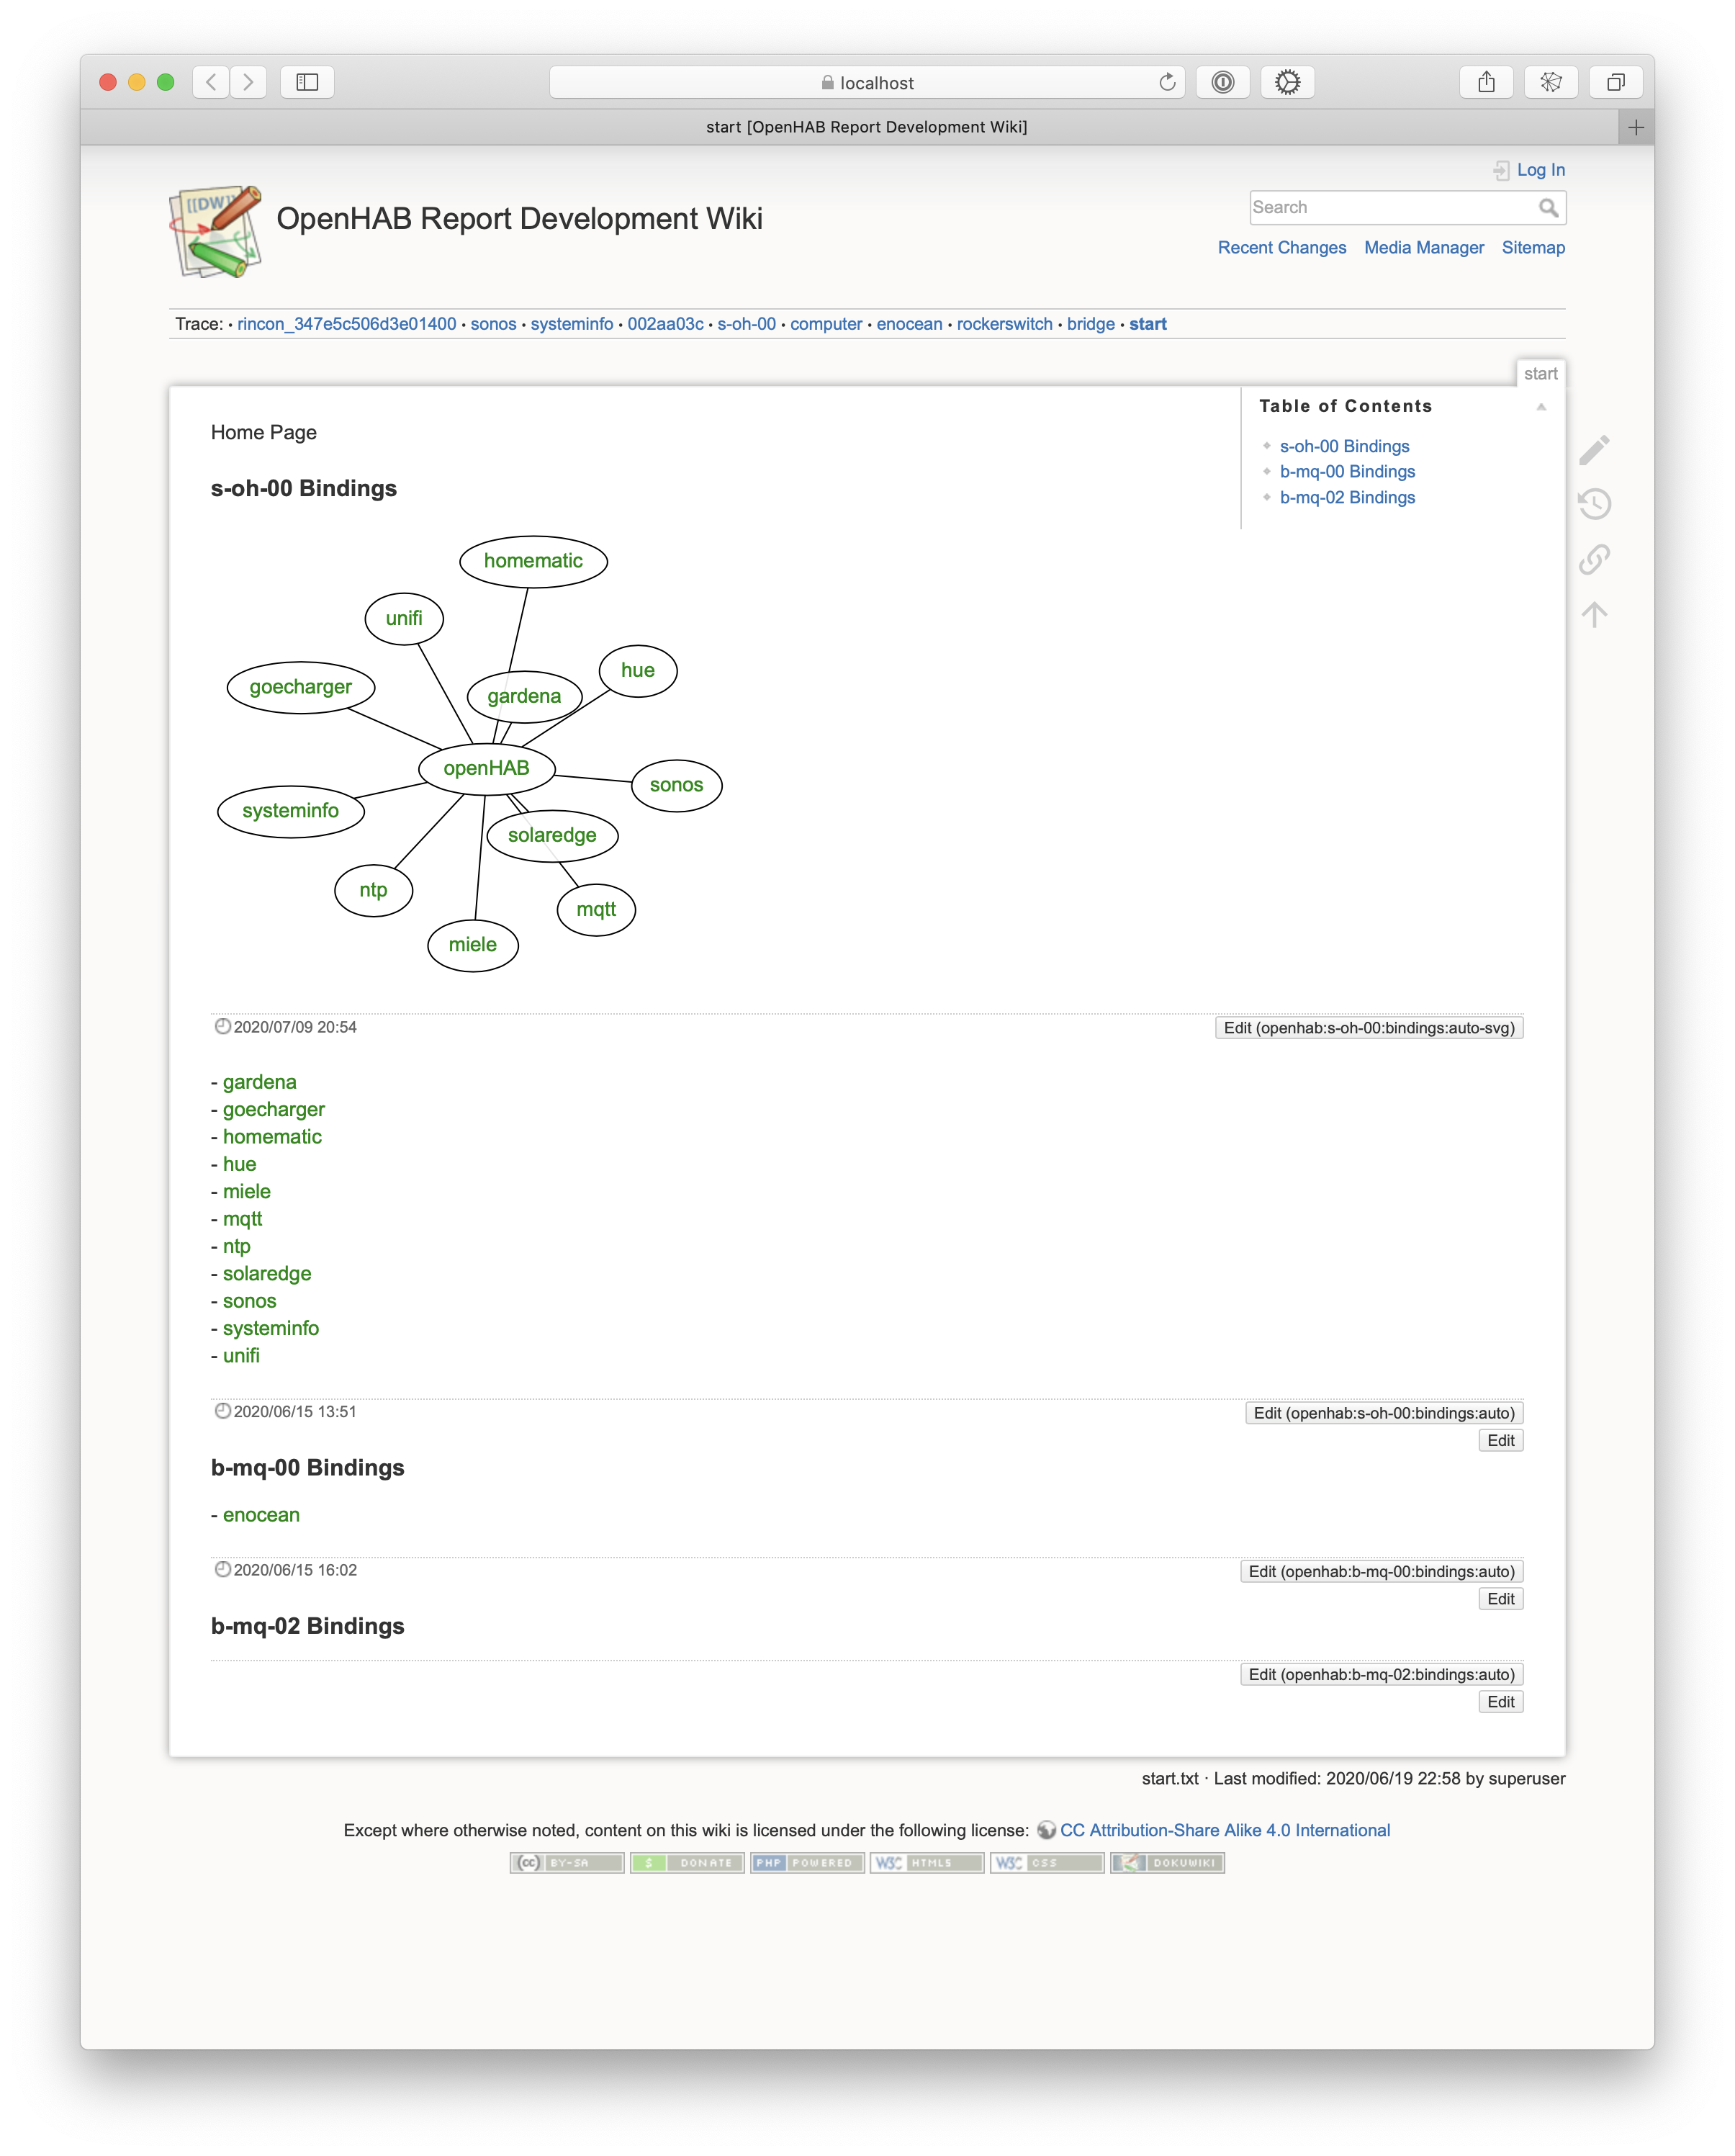 localhost
start [OpenHAB Report Development Wiki]
Log In
[[DW]]
OpenHAB Report Development Wiki
Search
Recent Changes Media Manager Sitemap
Trace: • rincon_347e5c506d3e01400 • sonos • systeminfo • 002aa03c • s-oh-00 • computer • enocean • rockerswitch • bridge • start
start
Table of Contents
s-oh-00 Bindings
b-mq-00 Bindings
b-mq-02 Bindings
Home Page
s-oh-00 Bindings
homematic
unifi
hue
goecharger
gardena
openHAB
sonos
systeminfo
solaredge
ntp
mqtt
miele
2020/07/09 20:54
Edit (openhab:s-oh-00:bindings:auto-svg)
- gardena
- goecharger
- homematic
- hue
- miele
- mqtt
- ntp
- solaredge
- sonos
- systeminfo
- unifi
2020/06/15 13:51
Edit (openhab:s-oh-00:bindings:auto)
Edit
b-mq-00 Bindings
- enocean
2020/06/15 16:02
Edit (openhab:b-mq-00:bindings:auto)
Edit
b-mq-02 Bindings
Edit (openhab:b-mq-02:bindings:auto)
Edit
start.txt · Last modified: 2020/06/19 22:58 by superuser
Except where otherwise noted, content on this wiki is licensed under the following license: CC Attribution-Share Alike 4.0 International
(cc) BY-SA $ DONATE PHP POWERED W3C HTML5 W3C CSS DOKUWIKI